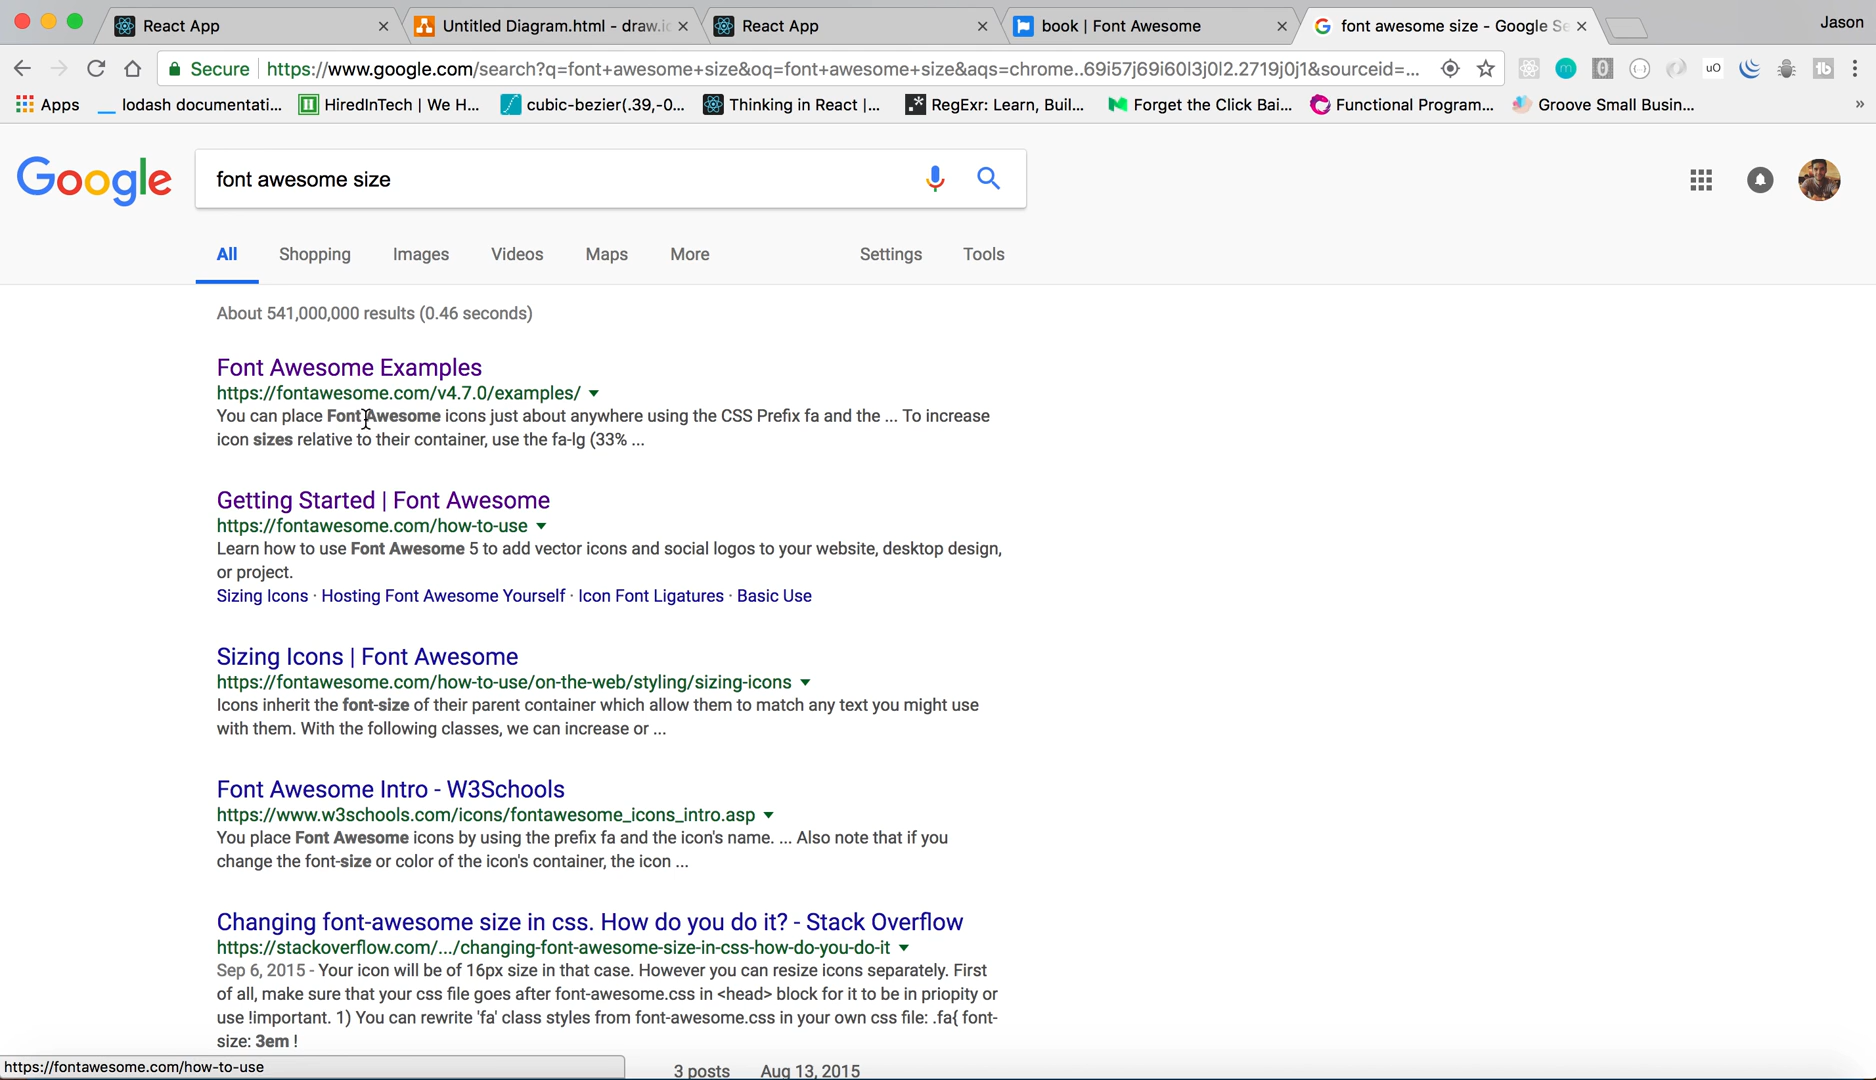 React App
Untitled Diagram.html - draw.ic
React App
book | Font Awesome
font awesome size - Google Se
Jason
Secure https://www.google.com/search?q=font+awesome+size&oq=font+awesome+size&aqs=chrome..69i57j69i60l3j0l2.2719j0j1&sourceid=...
uO
Apps
lodash documentati...
HiredInTech | We H...
cubic-bezier(.39,-0...
Thinking in React |...
RegExr: Learn, Buil...
Forget the Click Bai...
Functional Program...
Groove Small Busin...
»
Google
font awesome size
All Shopping Images Videos Maps More Settings Tools
About 541,000,000 results (0.46 seconds)
Font Awesome Examples
https://fontawesome.com/v4.7.0/examples/
You can place Font Awesome icons just about anywhere using the CSS Prefix fa and the ... To increase
icon sizes relative to their container, use the fa-lg (33% ...
Getting Started | Font Awesome
https://fontawesome.com/how-to-use
Learn how to use Font Awesome 5 to add vector icons and social logos to your website, desktop design,
or project.
Sizing Icons · Hosting Font Awesome Yourself · Icon Font Ligatures · Basic Use
Sizing Icons | Font Awesome
https://fontawesome.com/how-to-use/on-the-web/styling/sizing-icons
Icons inherit the font-size of their parent container which allow them to match any text you might use
with them. With the following classes, we can increase or ...
Font Awesome Intro - W3Schools
https://www.w3schools.com/icons/fontawesome_icons_intro.asp
You place Font Awesome icons by using the prefix fa and the icon's name. ... Also note that if you
change the font-size or color of the icon's container, the icon ...
Changing font-awesome size in css. How do you do it? - Stack Overflow
https://stackoverflow.com/.../changing-font-awesome-size-in-css-how-do-you-do-it
Sep 6, 2015 - Your icon will be of 16px size in that case. However you can resize icons separately. First
of all, make sure that your css file goes after font-awesome.css in <head> block for it to be in priopity or
use !important. 1) You can rewrite 'fa' class styles from font-awesome.css in your own css file: .fa{ font-
size: 3em !
https://fontawesome.com/how-to-use
3 posts Aug 13, 2015